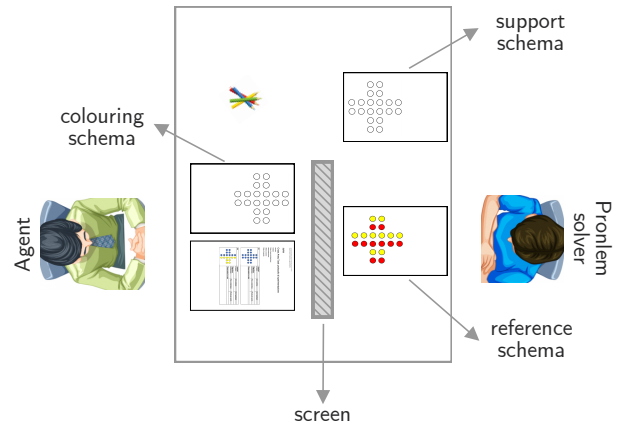 support
schema
colouring
schema
Agent
Pronlem
solver
reference
schema
screen